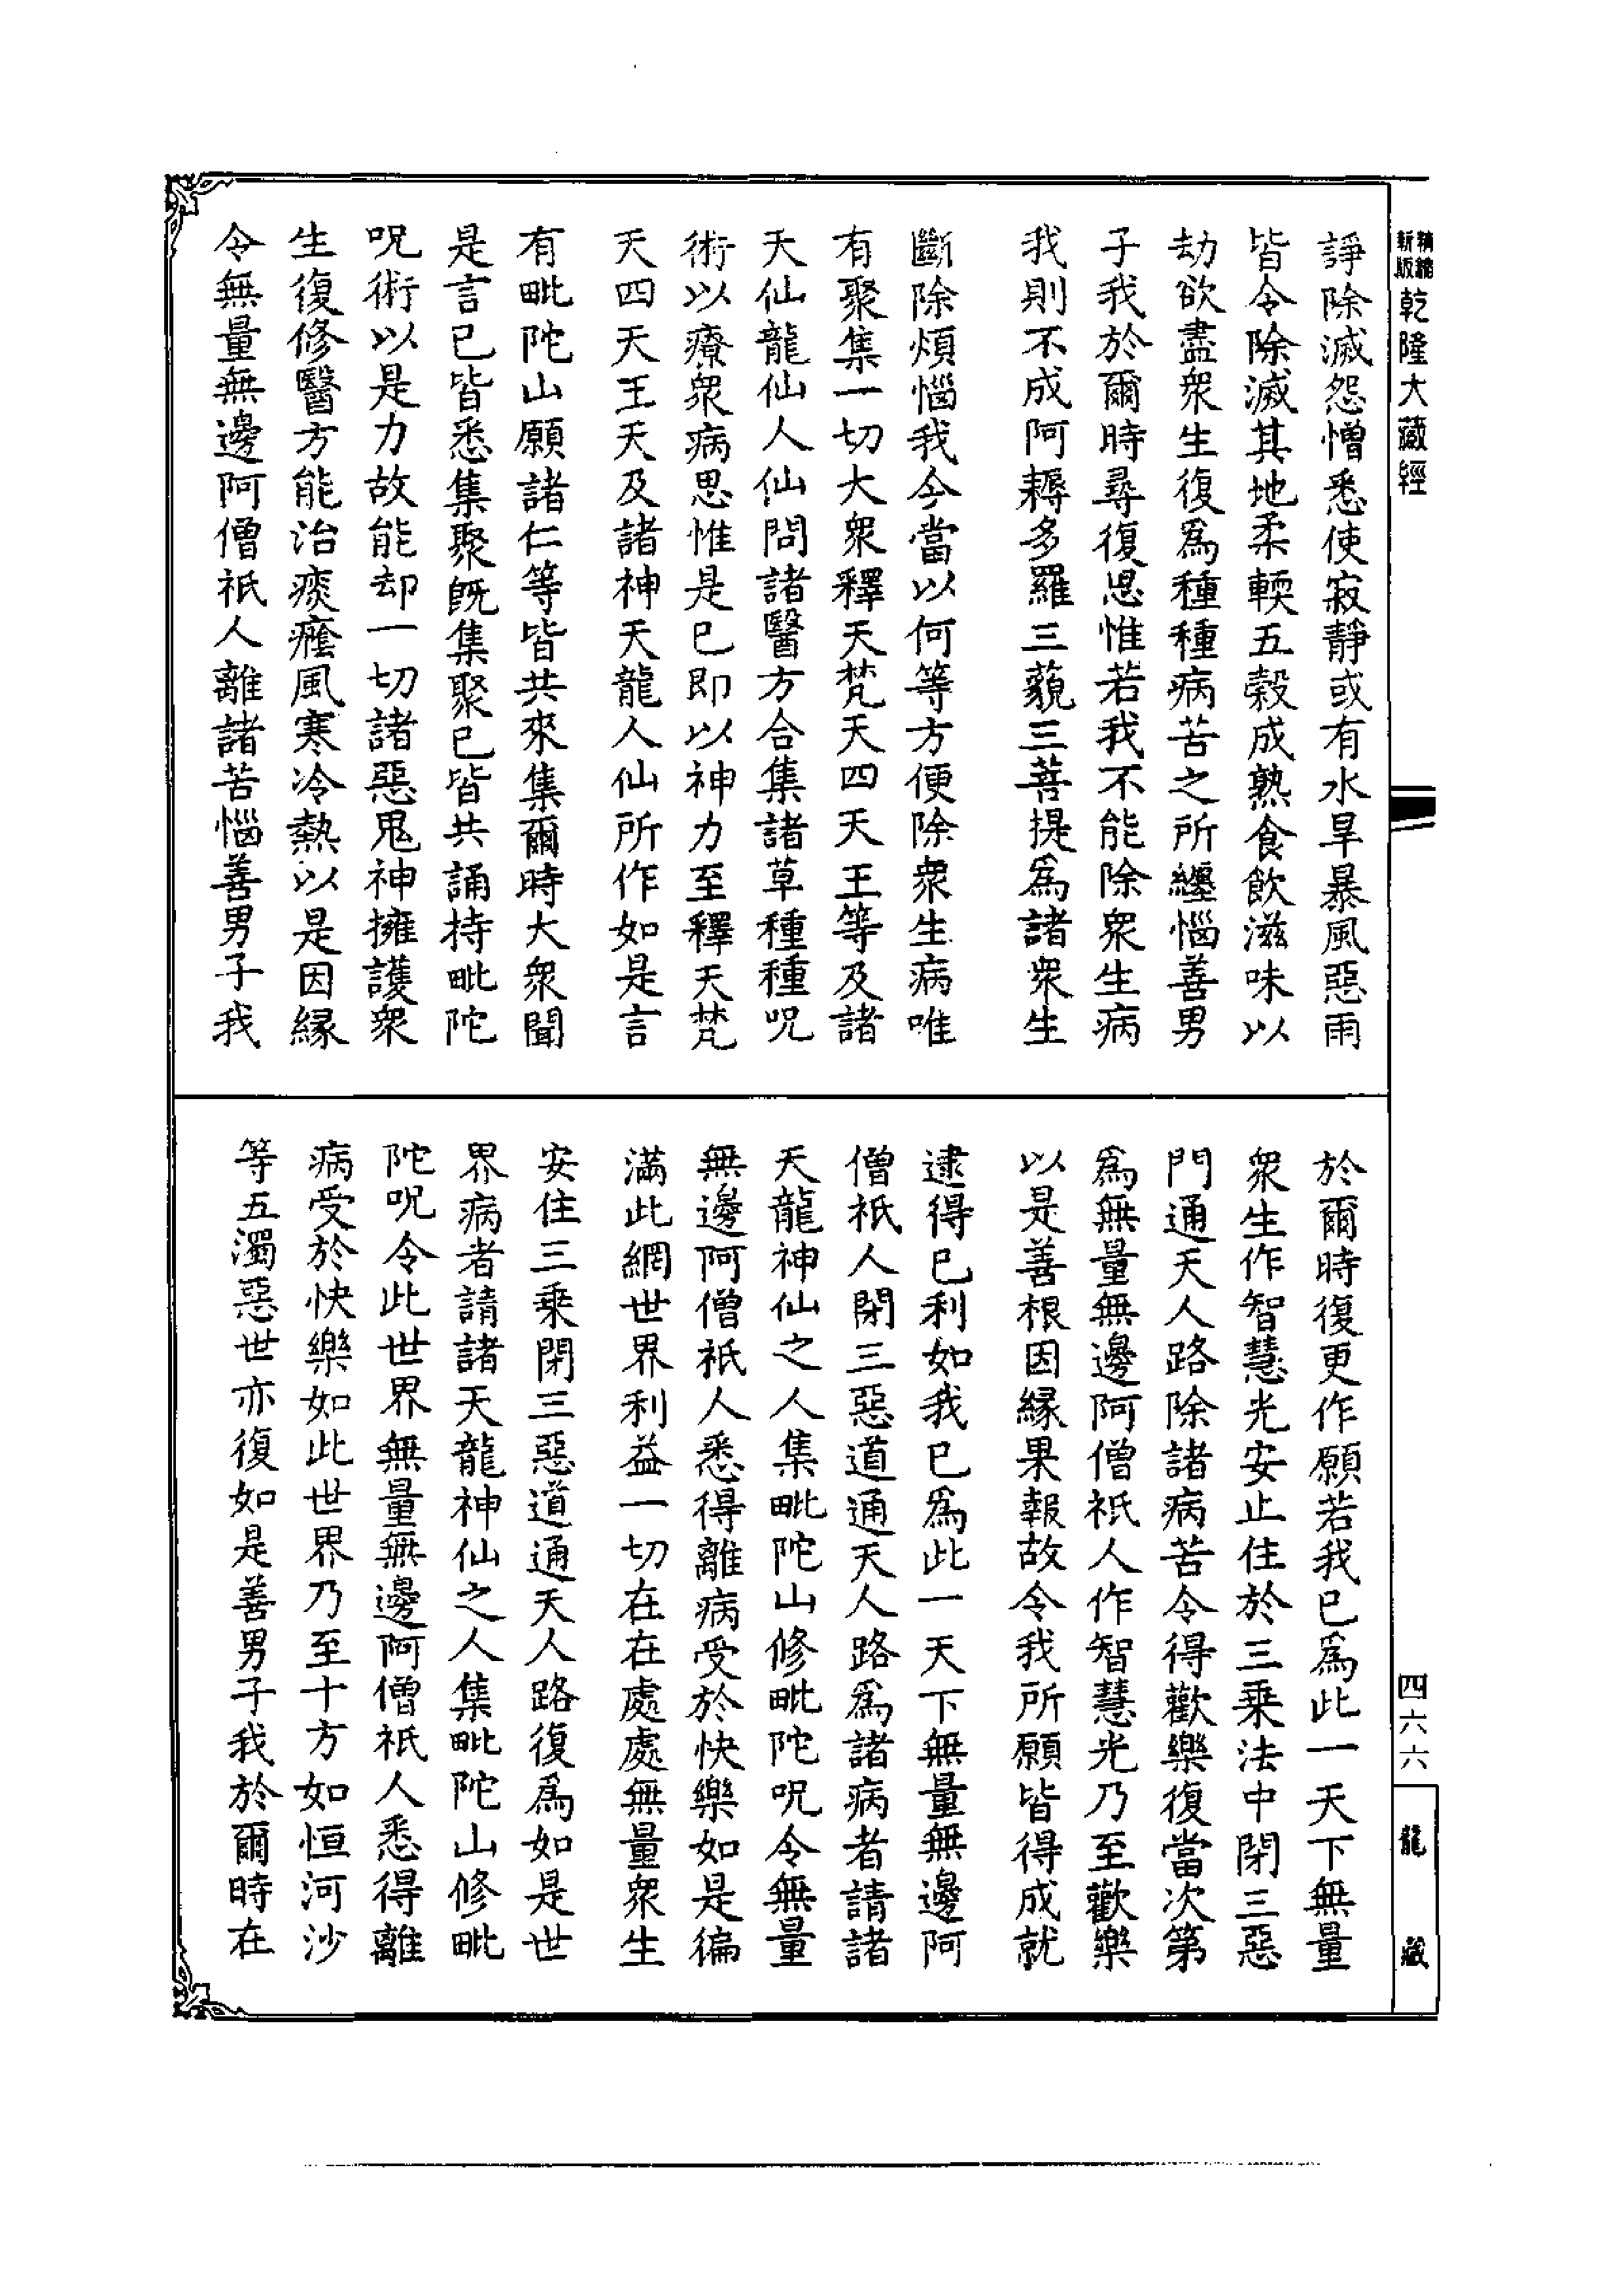 精縮
新版
乾隆大藏經
諍除滅怨憎悉使寂靜或有水旱暴風惡雨
皆令除滅其地柔輭五穀成熟食飲滋味以
劫欲盡衆生復爲種種病苦之所纏惱善男
子我於爾時尋復思惟若我不能除衆生病
我則不成阿耨多羅三藐三菩提爲諸衆生
斷除煩惱我今當以何等方便除衆生病唯
有聚集一切大衆釋天梵天四天王等及諸
天仙龍仙人仙問諸醫方合集諸草種種呪
術以療衆病思惟是已即以神力至釋天梵
天四天王天及諸神天龍人仙所作如是言
有毗陀山願諸仁等皆共來集爾時大衆聞
是言已皆悉集聚旣集聚已皆共誦持毗陀
呪術以是力故能却一切諸惡鬼神擁護衆
生復修醫方能治痰癊風寒冷熱以是因緣
令無量無邊阿僧祇人離諸苦惱善男子我
於爾時復更作願若我已爲此一天下無量
衆生作智慧光安止住於三乘法中閉三惡
門通天人路除諸病苦令得歡樂復當次第
爲無量無邊阿僧祇人作智慧光乃至歡樂
以是善根因緣果報故令我所願皆得成就
逮得已利如我已爲此一天下無量無邊阿
僧祇人閉三惡道通天人路爲諸病者請諸
天龍神仙之人集毗陀山修毗陀呪令無量
無邊阿僧祇人悉得離病受於快樂如是徧
滿此網世界利益一切在在處處無量衆生
安住三乘閉三惡道通天人路復爲如是世
界病者請諸天龍神仙之人集毗陀山修毗
陀呪令此世界無量無邊阿僧祇人悉得離
病受於快樂如此世界乃至十方如恒河沙
等五濁惡世亦復如是善男子我於爾時在
四六六
龍藏